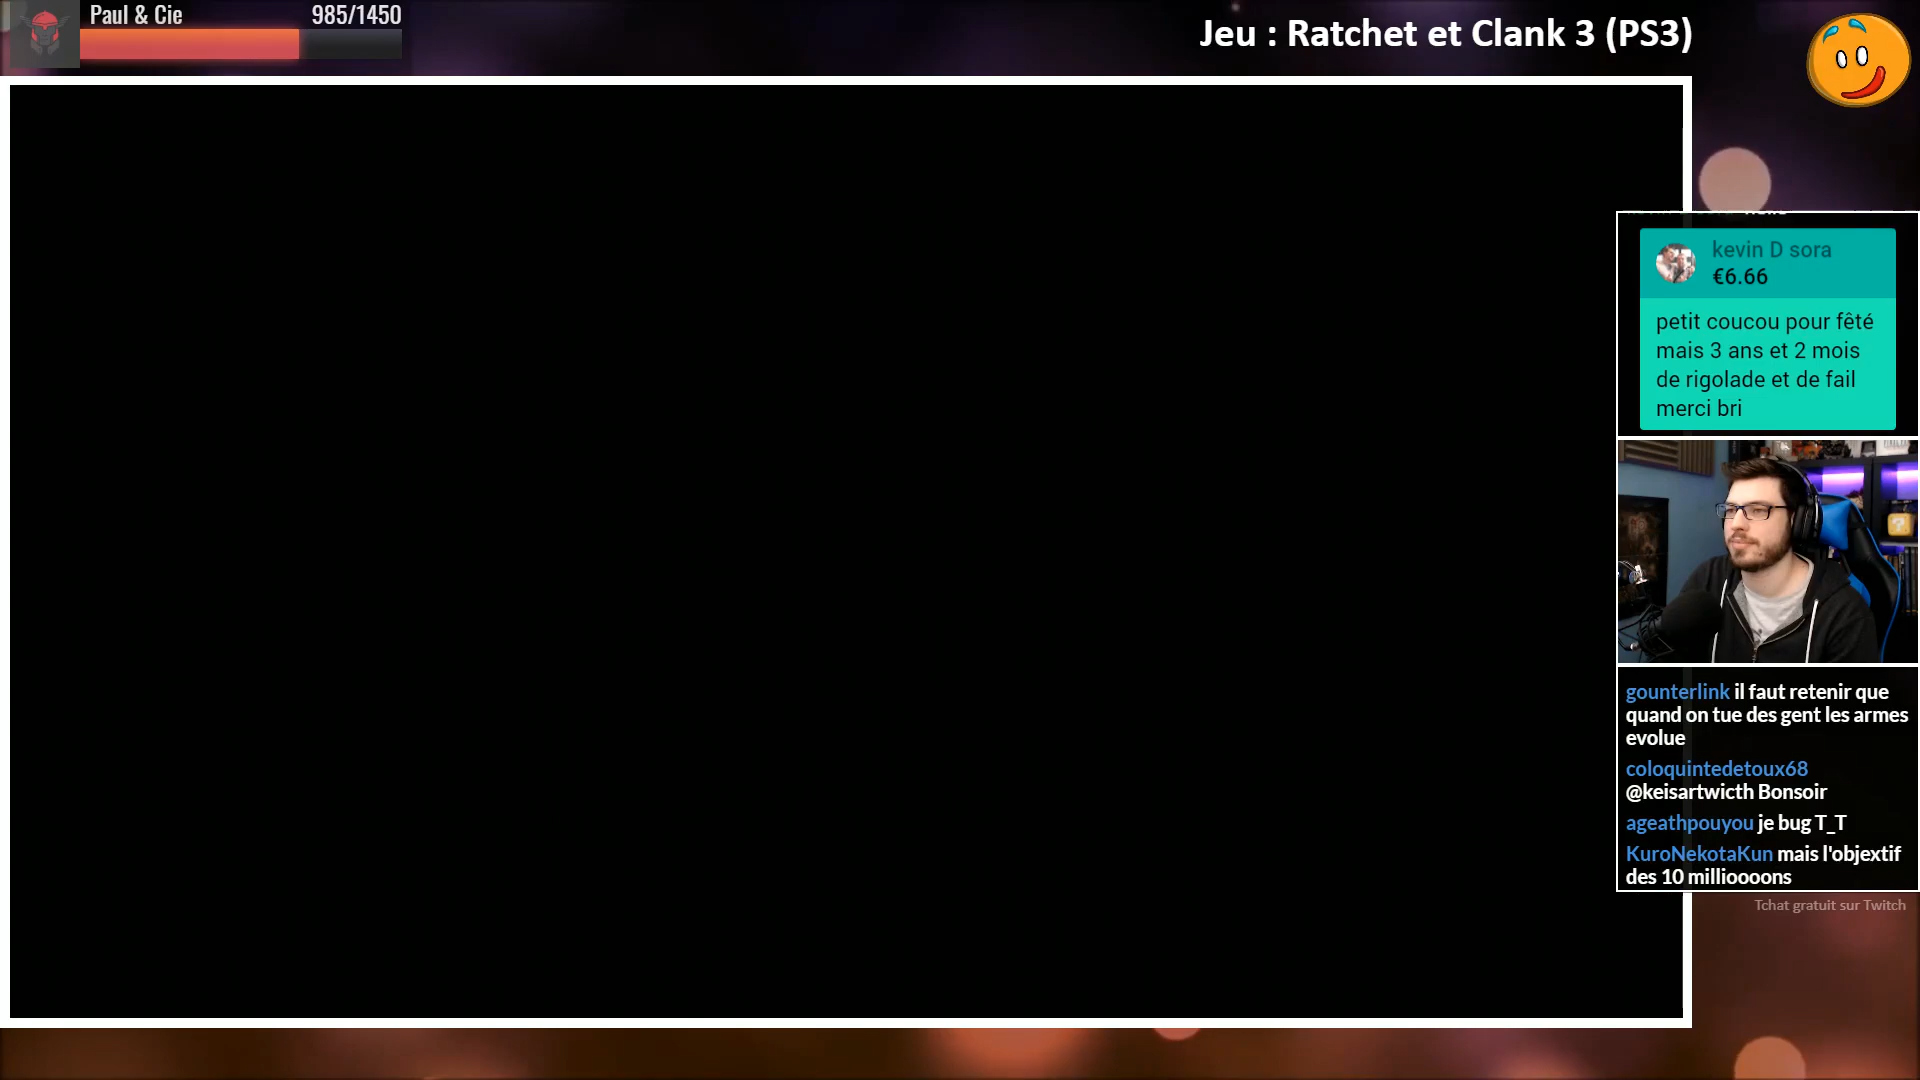 Paul & Cie 985/1450
Jeu : Ratchet et Clank 3 (PS3)
kevin D sora
€6.66
petit coucou pour fêté
mais 3 ans et 2 mois
de rigolade et de fail
merci bri
gounterlink il faut retenir que
quand on tue des gent les armes
evolue
coloquintedetoux68
@keisartwicth Bonsoir
ageathpouyou je bug T_T
KuroNekotaKun mais l'objextif
des 10 millioooons
Tchat gratuit sur Twitch